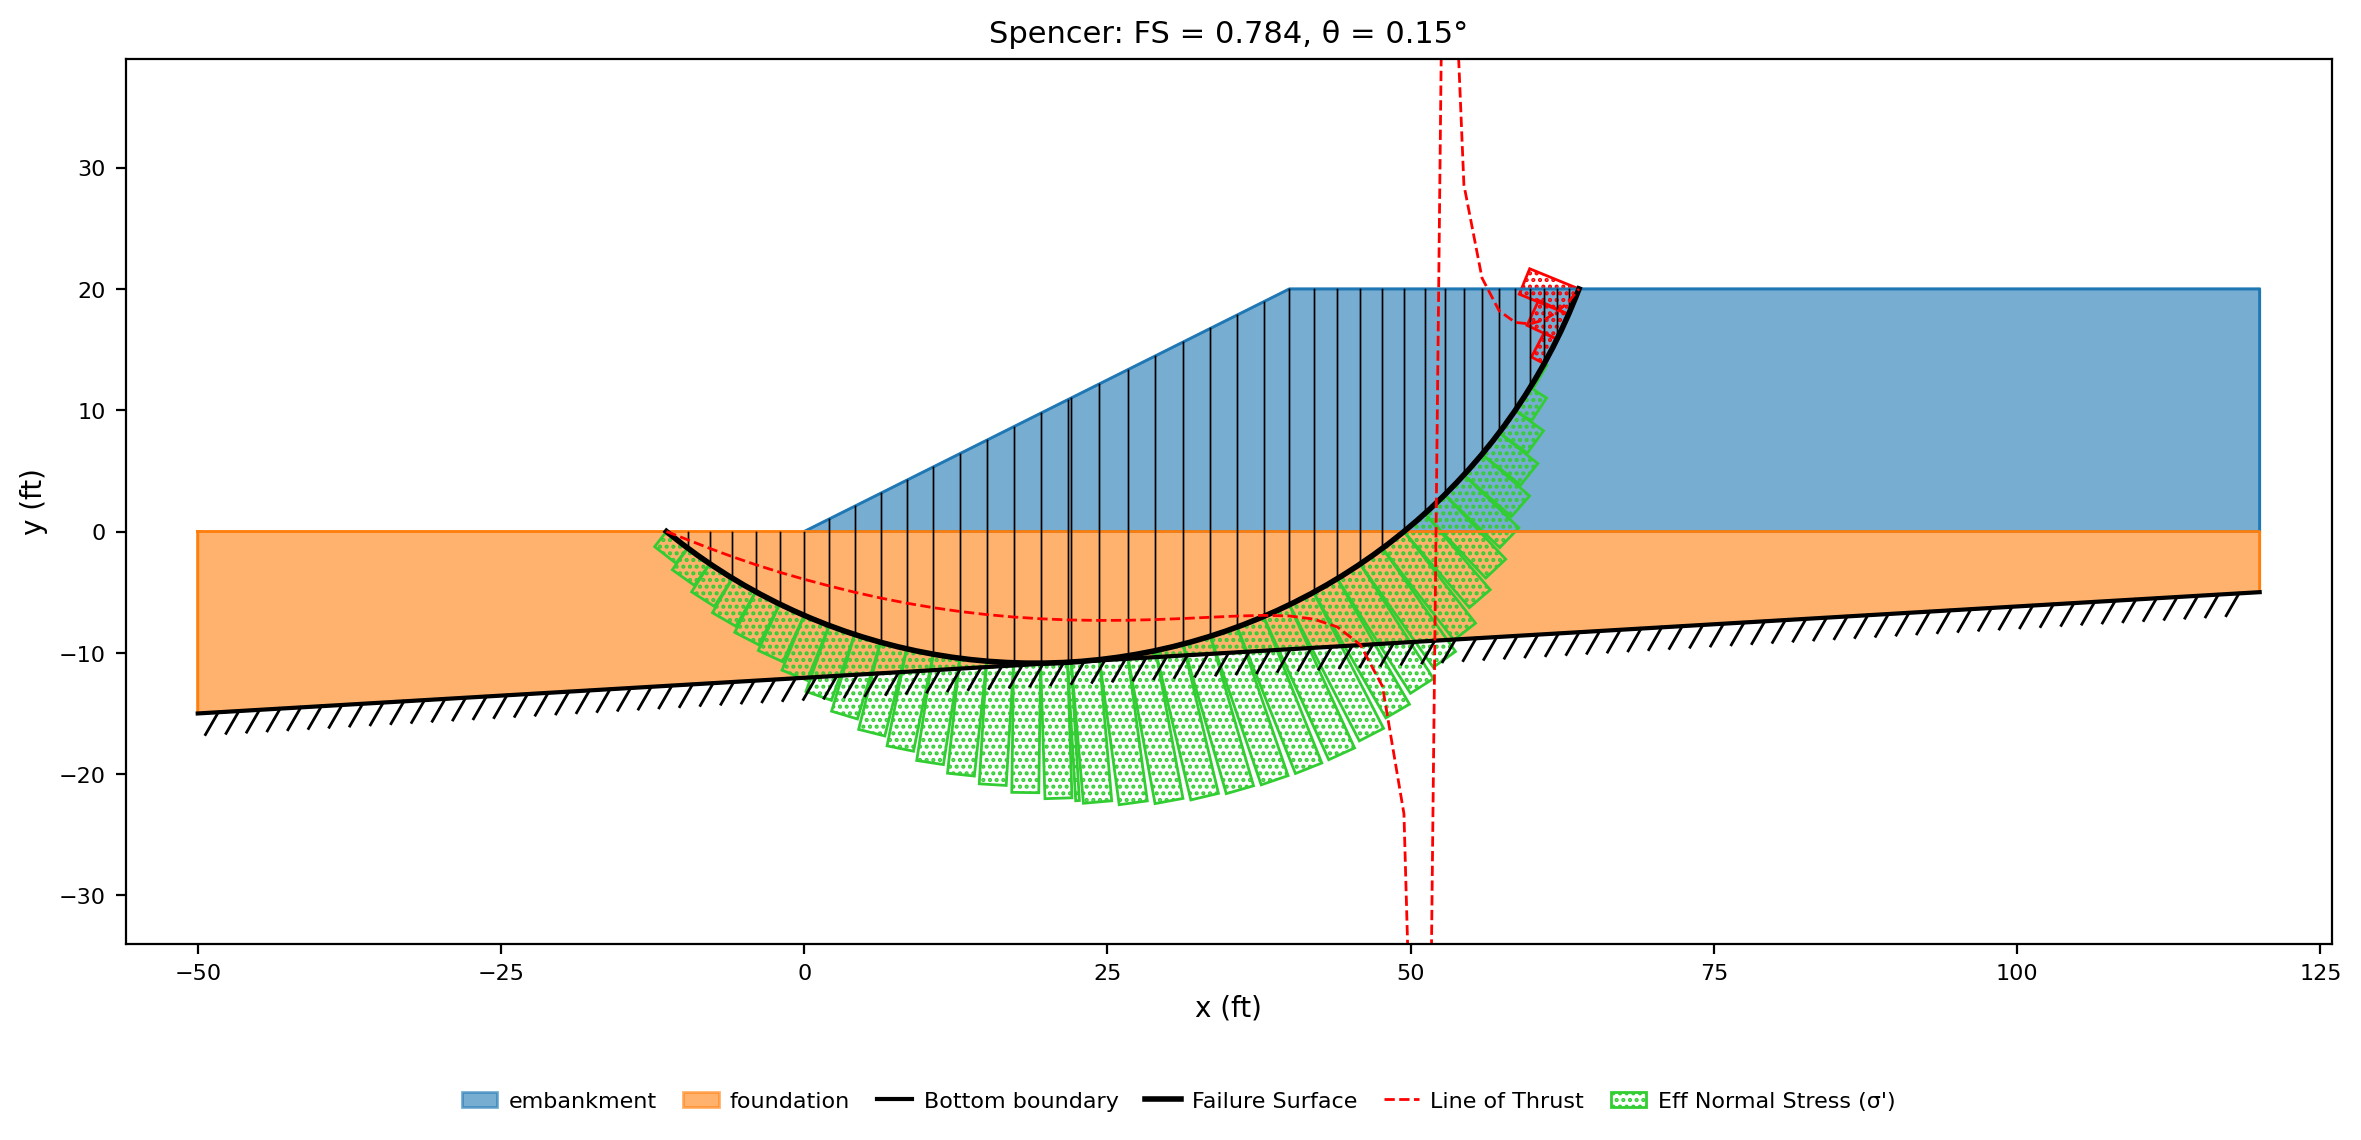 Spencer: FS = 0.784, θ = 0.15°
y (ft)
30
20
10
0
−10
−20
−30
−50
−25
0
25
50
75
100
125
x (ft)
embankment
foundation
Bottom boundary
Failure Surface
Line of Thrust
Eff Normal Stress (σ')